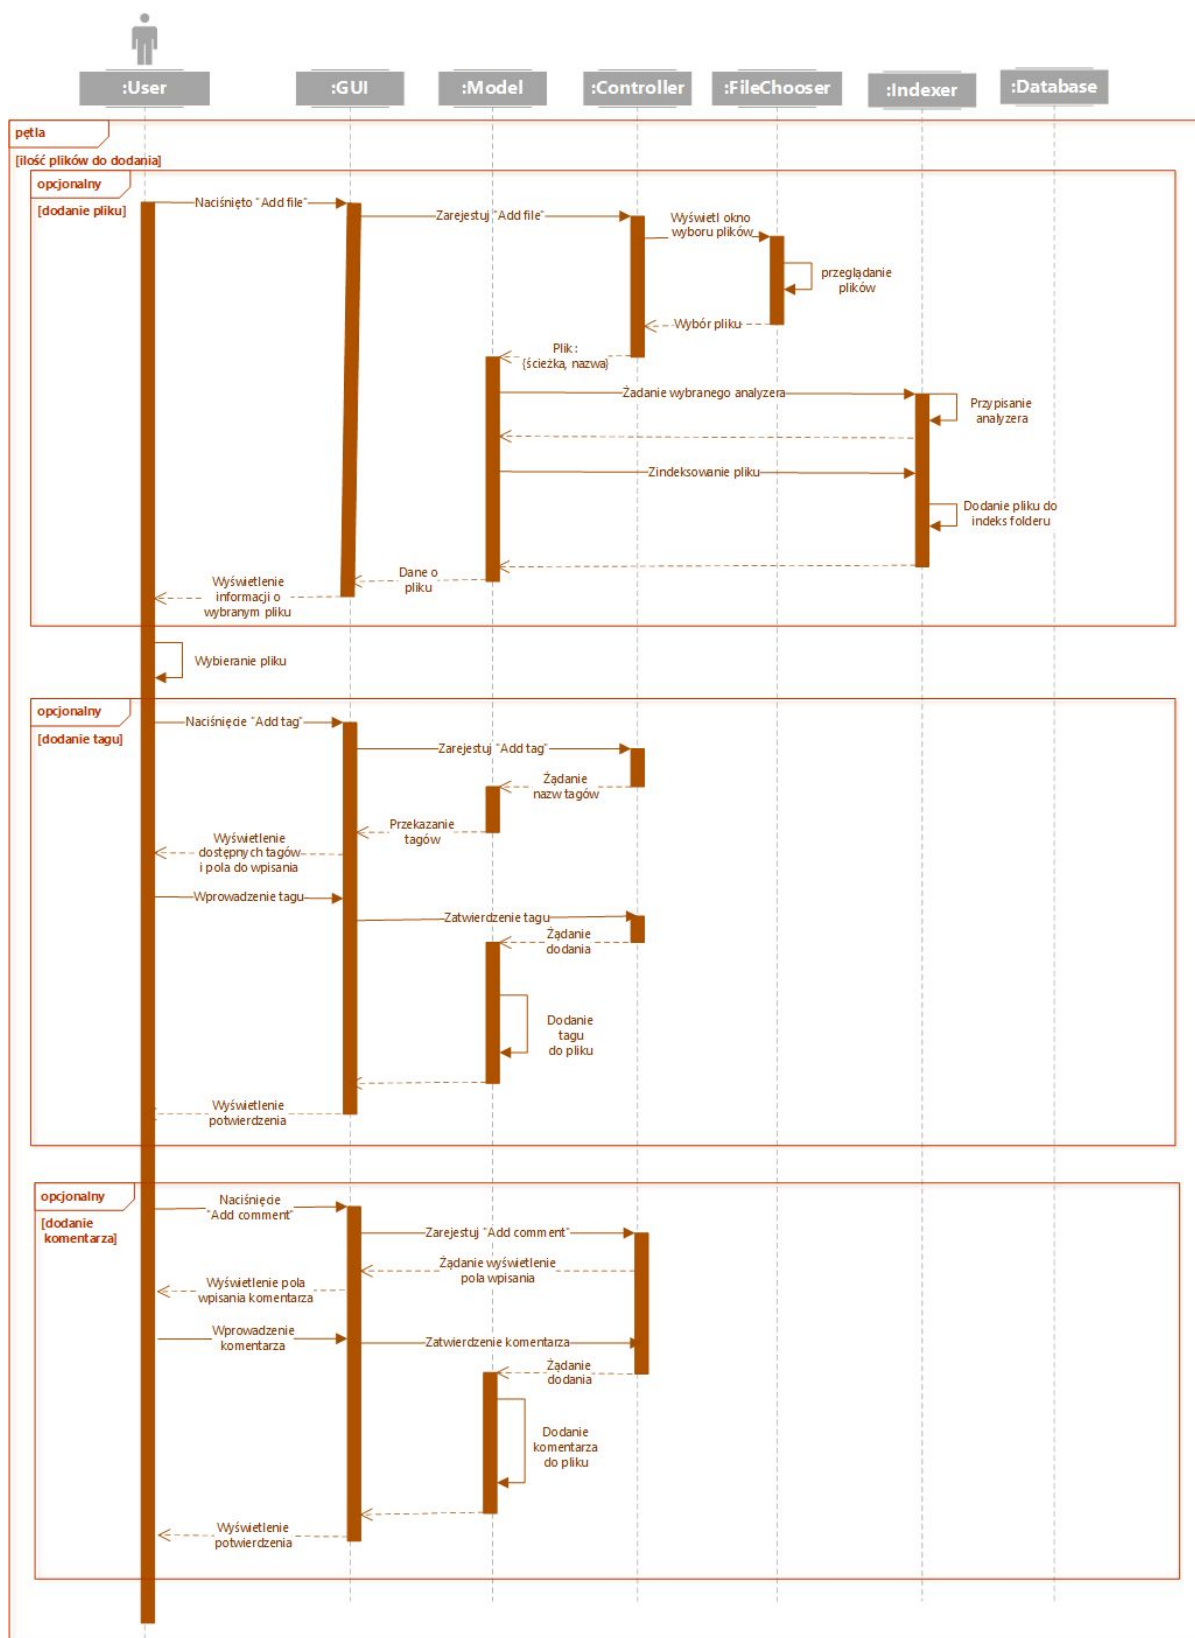 :User
:GUI
:Model
:Controller
:FileChooser
:Indexer
:Database
pętla
[ilość plików do dodania]
opcjonalny
[dodanie pliku]
Naciśnięto "Add file"
Zarejestuj "Add file"
Wyświetl okno
wyboru plików
przeglądanie
plików
Wybór pliku
Plik :
{ścieżka, nazwa}
Żadanie wybranego analyzera
Przypisanie
analyzera
Zindeksowanie pliku
Dodanie pliku do
indeks folderu
Dane o
pliku
Wyświetlenie
informacji o
wybranym pliku
Wybieranie pliku
opcjonalny
[dodanie tagu]
Naciśnięcie "Add tag"
Zarejestuj "Add tag"
Żądanie
nazw tagów
Przekazanie
tagów
Wyświetlenie
dostępnych tagów
i pola do wpisania
Wprowadzenie tagu
Zatwierdzenie tagu
Żądanie
dodania
Dodanie
tagu
do pliku
Wyświetlenie
potwierdzenia
opcjonalny
[dodanie
komentarza]
Naciśnięcie
"Add comment"
Zarejestuj "Add comment"
Żądanie wyświetlenie
pola wpisania
Wyświetlenie pola
wpisania komentarza
Wprowadzenie
komentarza
Zatwierdzenie komentarza
Żądanie
dodania
Dodanie
komentarza
do pliku
Wyświetlenie
potwierdzenia